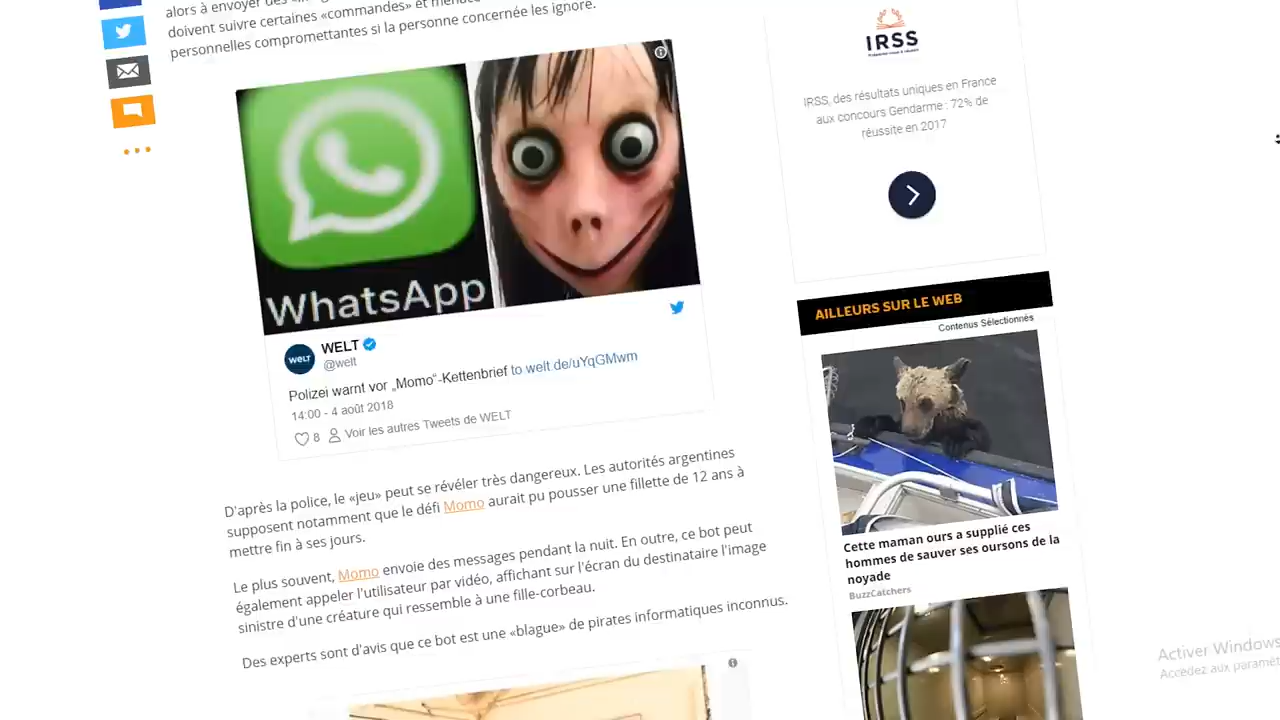 alors à envoyer des
doivent suivre certaines «commandes» et
personnelles compromettantes si la personne concernée les ignore.
WhatsApp
WELT
WELT
@welt
Polizei warnt vor „Momo“-Kettenbrief to welt.de/uYqGMwm
14:00 - 4 août 2018
8 Voir les autres Tweets de WELT
D'après la police, le «jeu» peut se révéler très dangereux. Les autorités argentines
supposent notamment que le défi Momo aurait pu pousser une fillette de 12 ans à
mettre fin à ses jours.
Le plus souvent, Momo envoie des messages pendant la nuit. En outre, ce bot peut
également appeler l'utilisateur par vidéo, affichant sur l'écran du destinataire l'image
sinistre d'une créature qui ressemble à une fille-corbeau.
Des experts sont d'avis que ce bot est une «blague» de pirates informatiques inconnus.
IRSS
IRSS, des résultats uniques en France
aux concours Gendarme : 72% de
réussite en 2017
AILLEURS SUR LE WEB
Contenus Sélectionnés
Cette maman ours a supplié ces
hommes de sauver ses oursons de la
noyade
BuzzCatchers
Activer Windows
Accédez aux paramèt